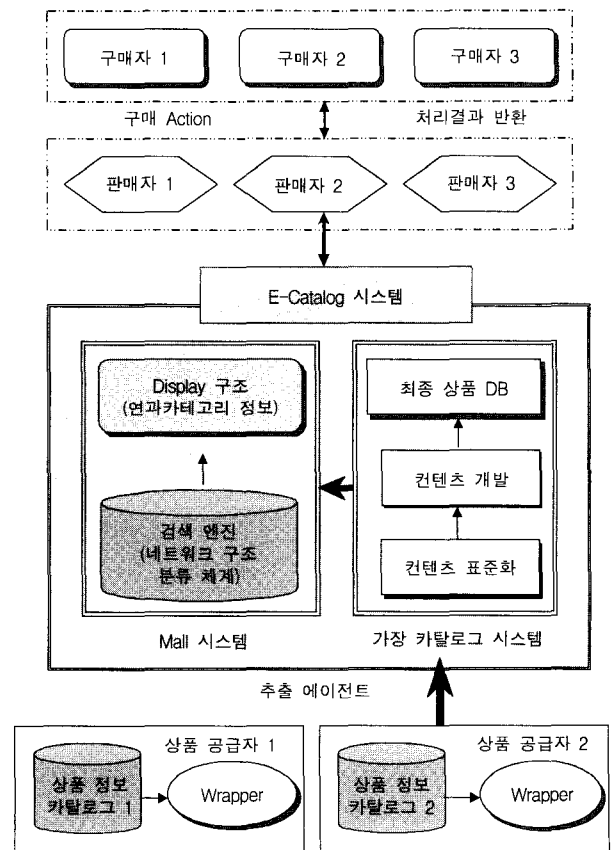 구매자 1
구매자 2
구매자 3
구매 Action
처리결과 반환
판매자 1
판매자 2
판매자 3
E-Catalog 시스템
Display 구조
(연과카테고리 정보)
검색 엔진
(네트워크 구조
분류 체계)
Mall 시스템
최종 상품 DB
컨텐츠 개발
컨텐츠 표준화
가장 카탈로그 시스템
추출 에이전트
상품 공급자 1
상품 정보
카탈로그 1
Wrapper
상품 공급자 2
상품 정보
카탈로그 2
Wrapper